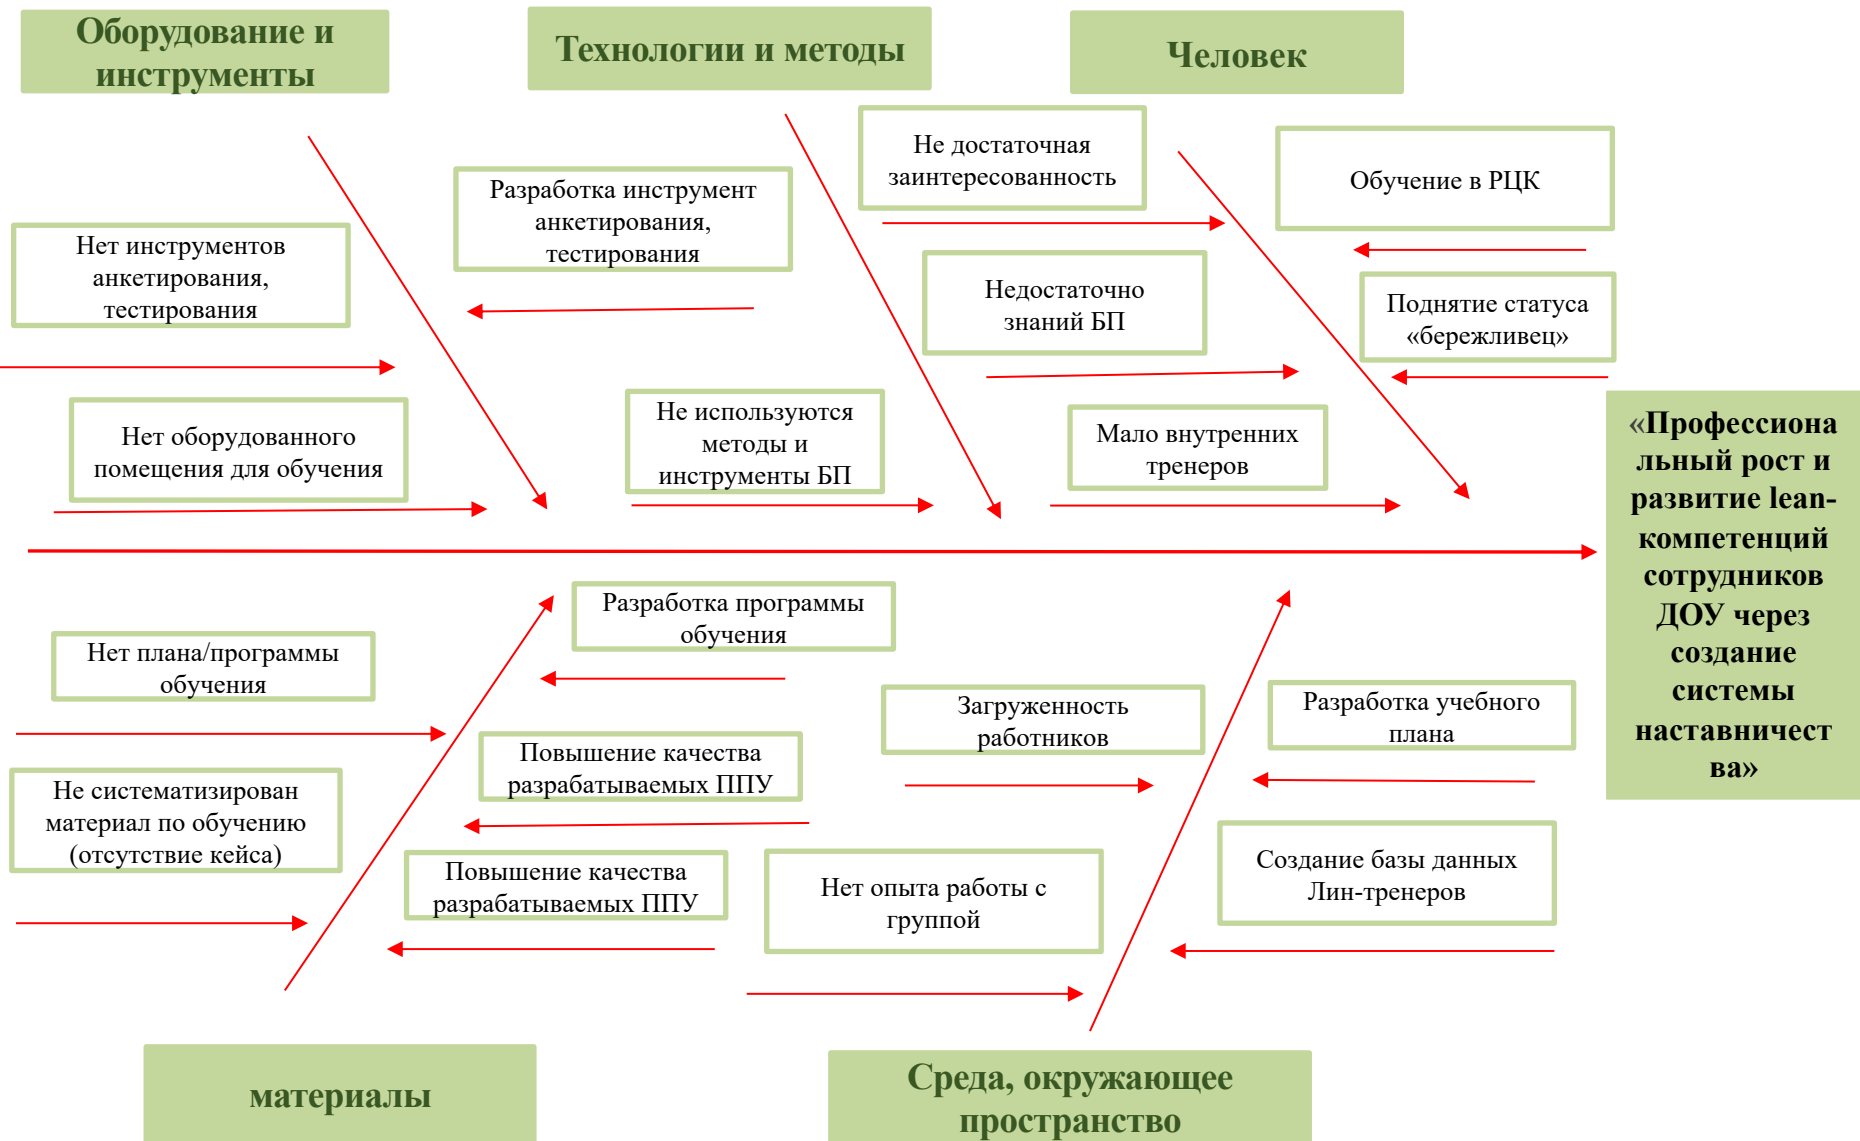 Оборудование и
инструменты
Технологии и методы
Человек
Не достаточная
заинтересованность
Обучение в РЦК
Разработка инструмент
анкетирования,
тестирования
Нет инструментов
анкетирования,
тестирования
Недостаточно
знаний БП
Поднятие статуса
«бережливец»
Нет оборудованного
помещения для обучения
Не используются
методы и
инструменты БП
Мало внутренних
тренеров
«Профессиона
льный рост и
развитие lean-
компетенций
сотрудников
ДОУ через
создание
системы
наставничест
ва»
Разработка программы
обучения
Нет плана/программы
обучения
Загруженность
работников
Разработка учебного
плана
Повышение качества
разрабатываемых ППУ
Не систематизирован
материал по обучению
(отсутствие кейса)
Повышение качества
разрабатываемых ППУ
Нет опыта работы с
группой
Создание базы данных
Лин-тренеров
материалы
Среда, окружающее
пространство